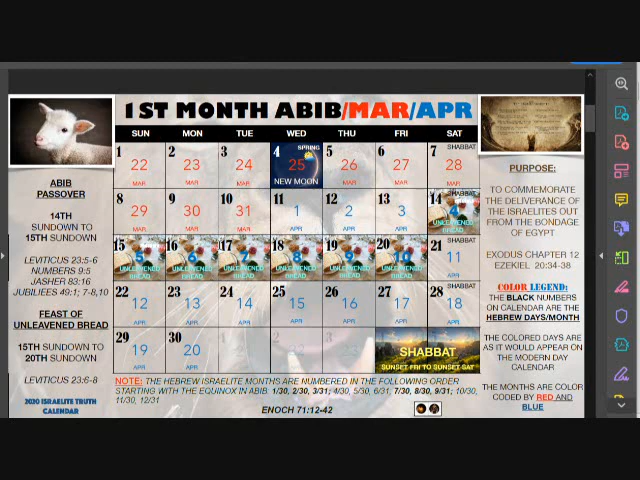 1ST MONTH ABIB/MAR/APR
SUN MON TUE WED THU FRI SAT
1 22 MAR
2 23 MAR
3 24 MAR
4 SPRING 25 NEW MOON
5 26 MAR
6 27 MAR
7 SHABBAT 28 MAR
8 29 MAR
9 30 MAR
10 31 MAR
11 1 APR
12 2 APR
13 3 APR
14 SHABBAT 4 UNLEAVENED BREAD
15 5 UNLEAVENED BREAD
16 6 UNLEAVENED BREAD
17 7 UNLEAVENED BREAD
18 8 UNLEAVENED BREAD
19 9 UNLEAVENED BREAD
20 10 UNLEAVENED BREAD
21 SHABBAT 11 APR
22 12 APR
23 13 APR
24 14 APR
25 15 APR
26 16 APR
27 17 APR
28 SHABBAT 18 APR
29 19 APR
30 20 APR
SHABBAT
SUNSET FRI TO SUNSET SAT
NOTE: THE HEBREW ISRAELITE MONTHS ARE NUMBERED IN THE FOLLOWING ORDER
STARTING WITH THE EQUINOX IN ABIB 1/30, 2/30, 3/31; 4/30, 5/30, 6/31; 7/30, 8/30, 9/31; 10/30,
11/30, 12/31
ENOCH 71:12-42
ABIB
PASSOVER
14TH
SUNDOWN TO
15TH SUNDOWN
LEVITICUS 23:5-6
NUMBERS 9:5
JASHER 83:16
JUBILIEES 49:1; 7-8,10
FEAST OF
UNLEAVENED BREAD
15TH SUNDOWN TO
20TH SUNDOWN
LEVITICUS 23:6-8
2020 ISRAELITE TRUTH
CALENDAR
PURPOSE:
TO COMMEMORATE
THE DELIVERANCE OF
THE ISRAELITES OUT
FROM THE BONDAGE
OF EGYPT
EXODUS CHAPTER 12
EZEKIEL 20:34-38
COLOR LEGEND:
THE BLACK NUMBERS
ON CALENDAR ARE THE
HEBREW DAYS/MONTH
THE COLORED DAYS ARE
AS IT WOULD APPEAR ON
THE MODERN DAY
CALENDAR
THE MONTHS ARE COLOR
CODED BY RED AND
BLUE